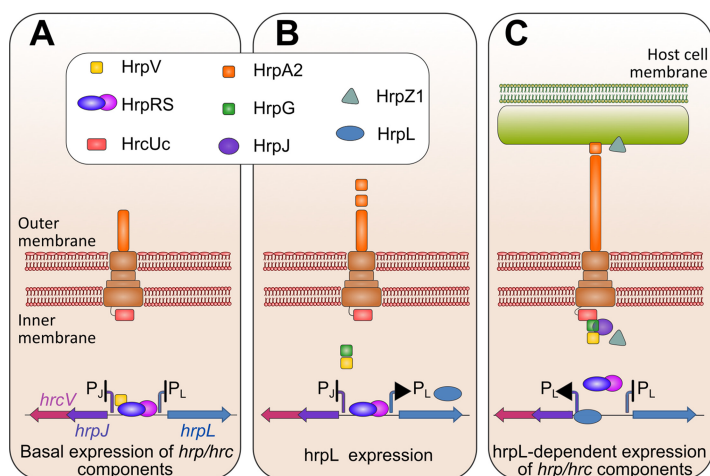 A
B
C
HrpV
HrpRS
HrcUc
HrpA2
HrpG
HrpJ
HrpZ1
HrpL
Host cell
membrane
Outer
membrane
Inner
membrane
PJ
PL
hrcV
hrpJ
hrpL
PJ
PL
PL
PL
Basal expression of hrp/hrc
components
hrpL expression
hrpL-dependent expression
of hrp/hrc components